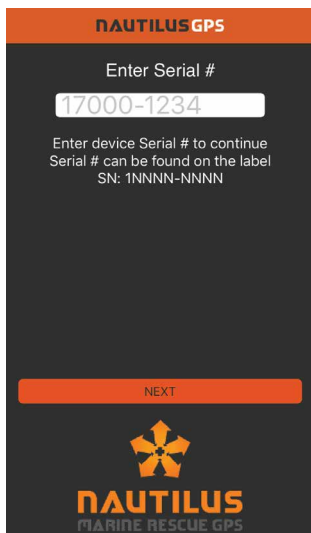 NAUTILUS GPS
Enter Serial #
17000-1234
Enter device Serial # to continue
Serial # can be found on the label
SN: 1NNNN-NNNN
NEXT
NAUTILUS
MARINE RESCUE GPS